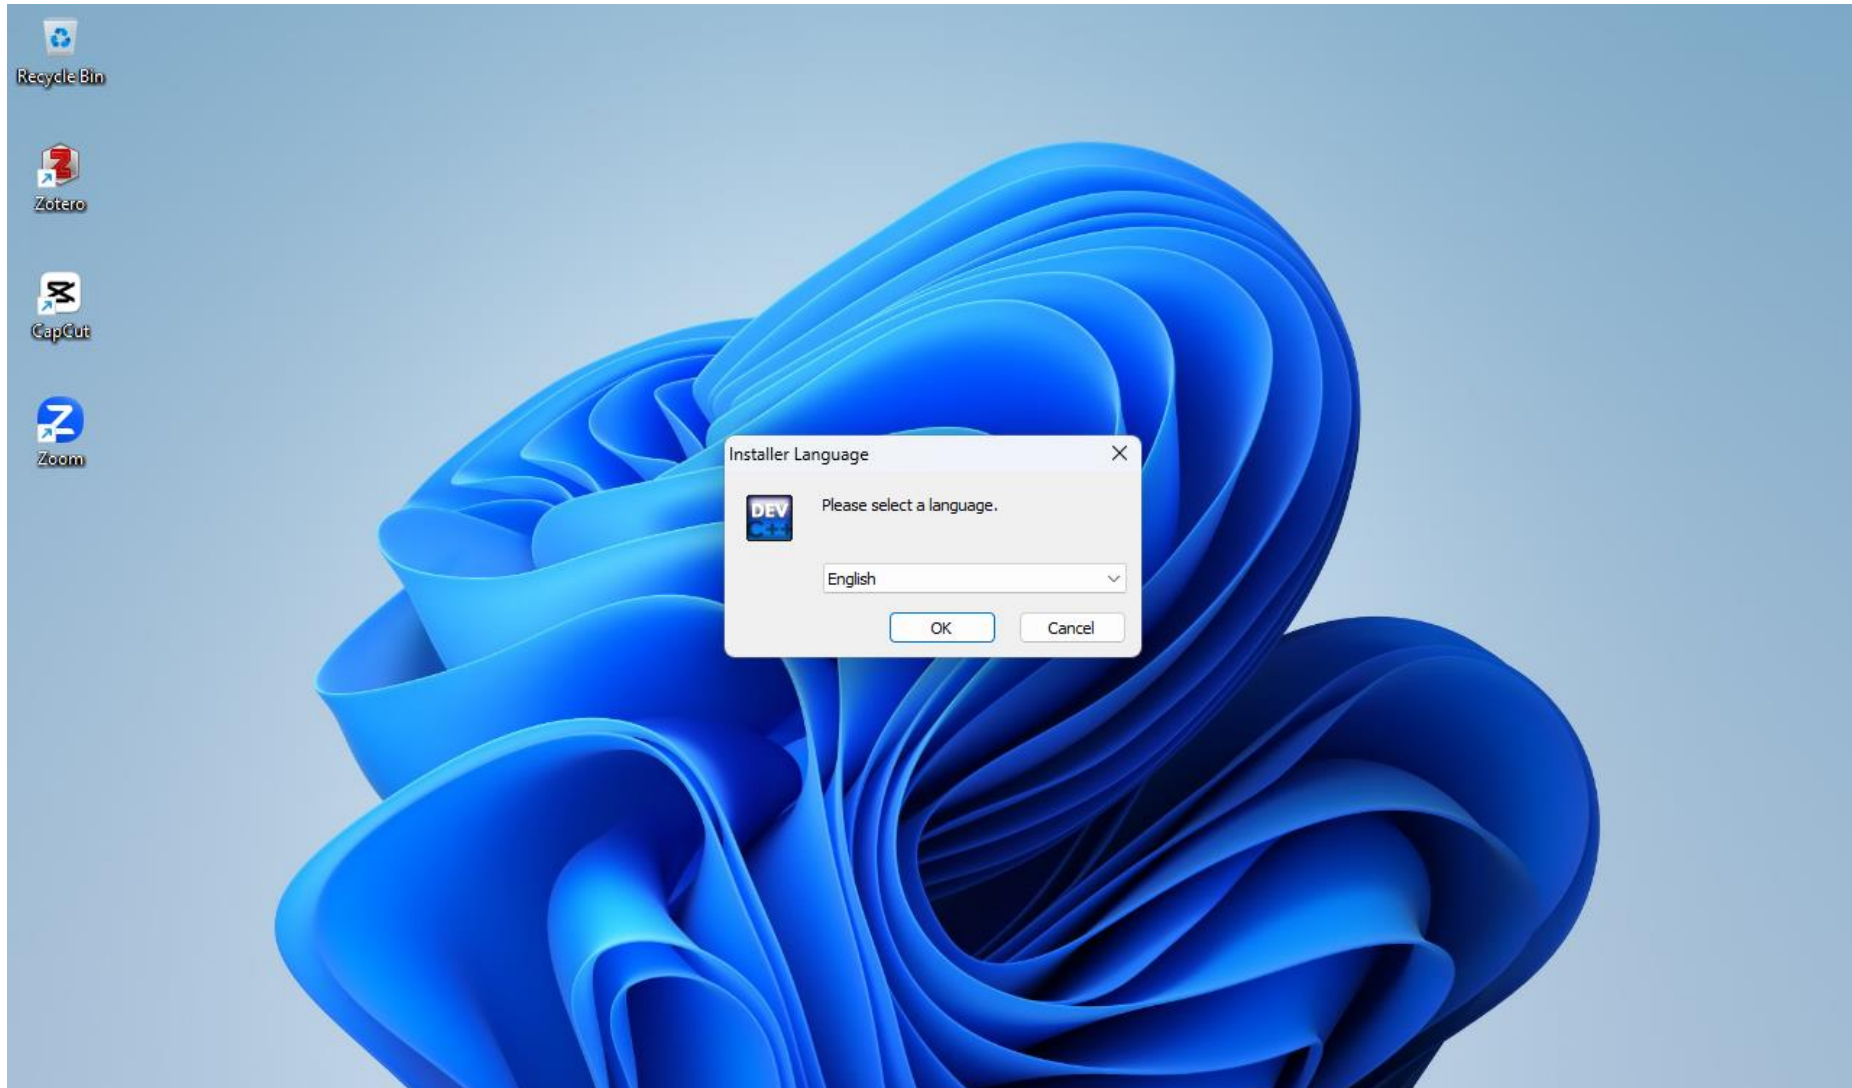 Recycle Bin
Zotero
CapCut
Zoom
Installer Language
DEV
C++
Please select a language.
English
OK
Cancel